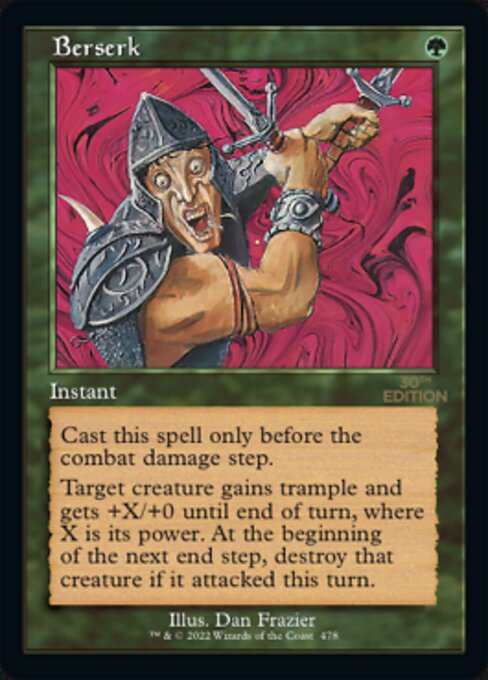 Berserk
30TH
EDITION
Instant
Cast this spell only before the
combat damage step.
Target creature gains trample and
gets +X/+0 until end of turn, where
X is its power. At the beginning
of the next end step, destroy that
creature if it attacked this turn.
Illus. Dan Frazier
™ & © 2022 Wizards of the Coast 478